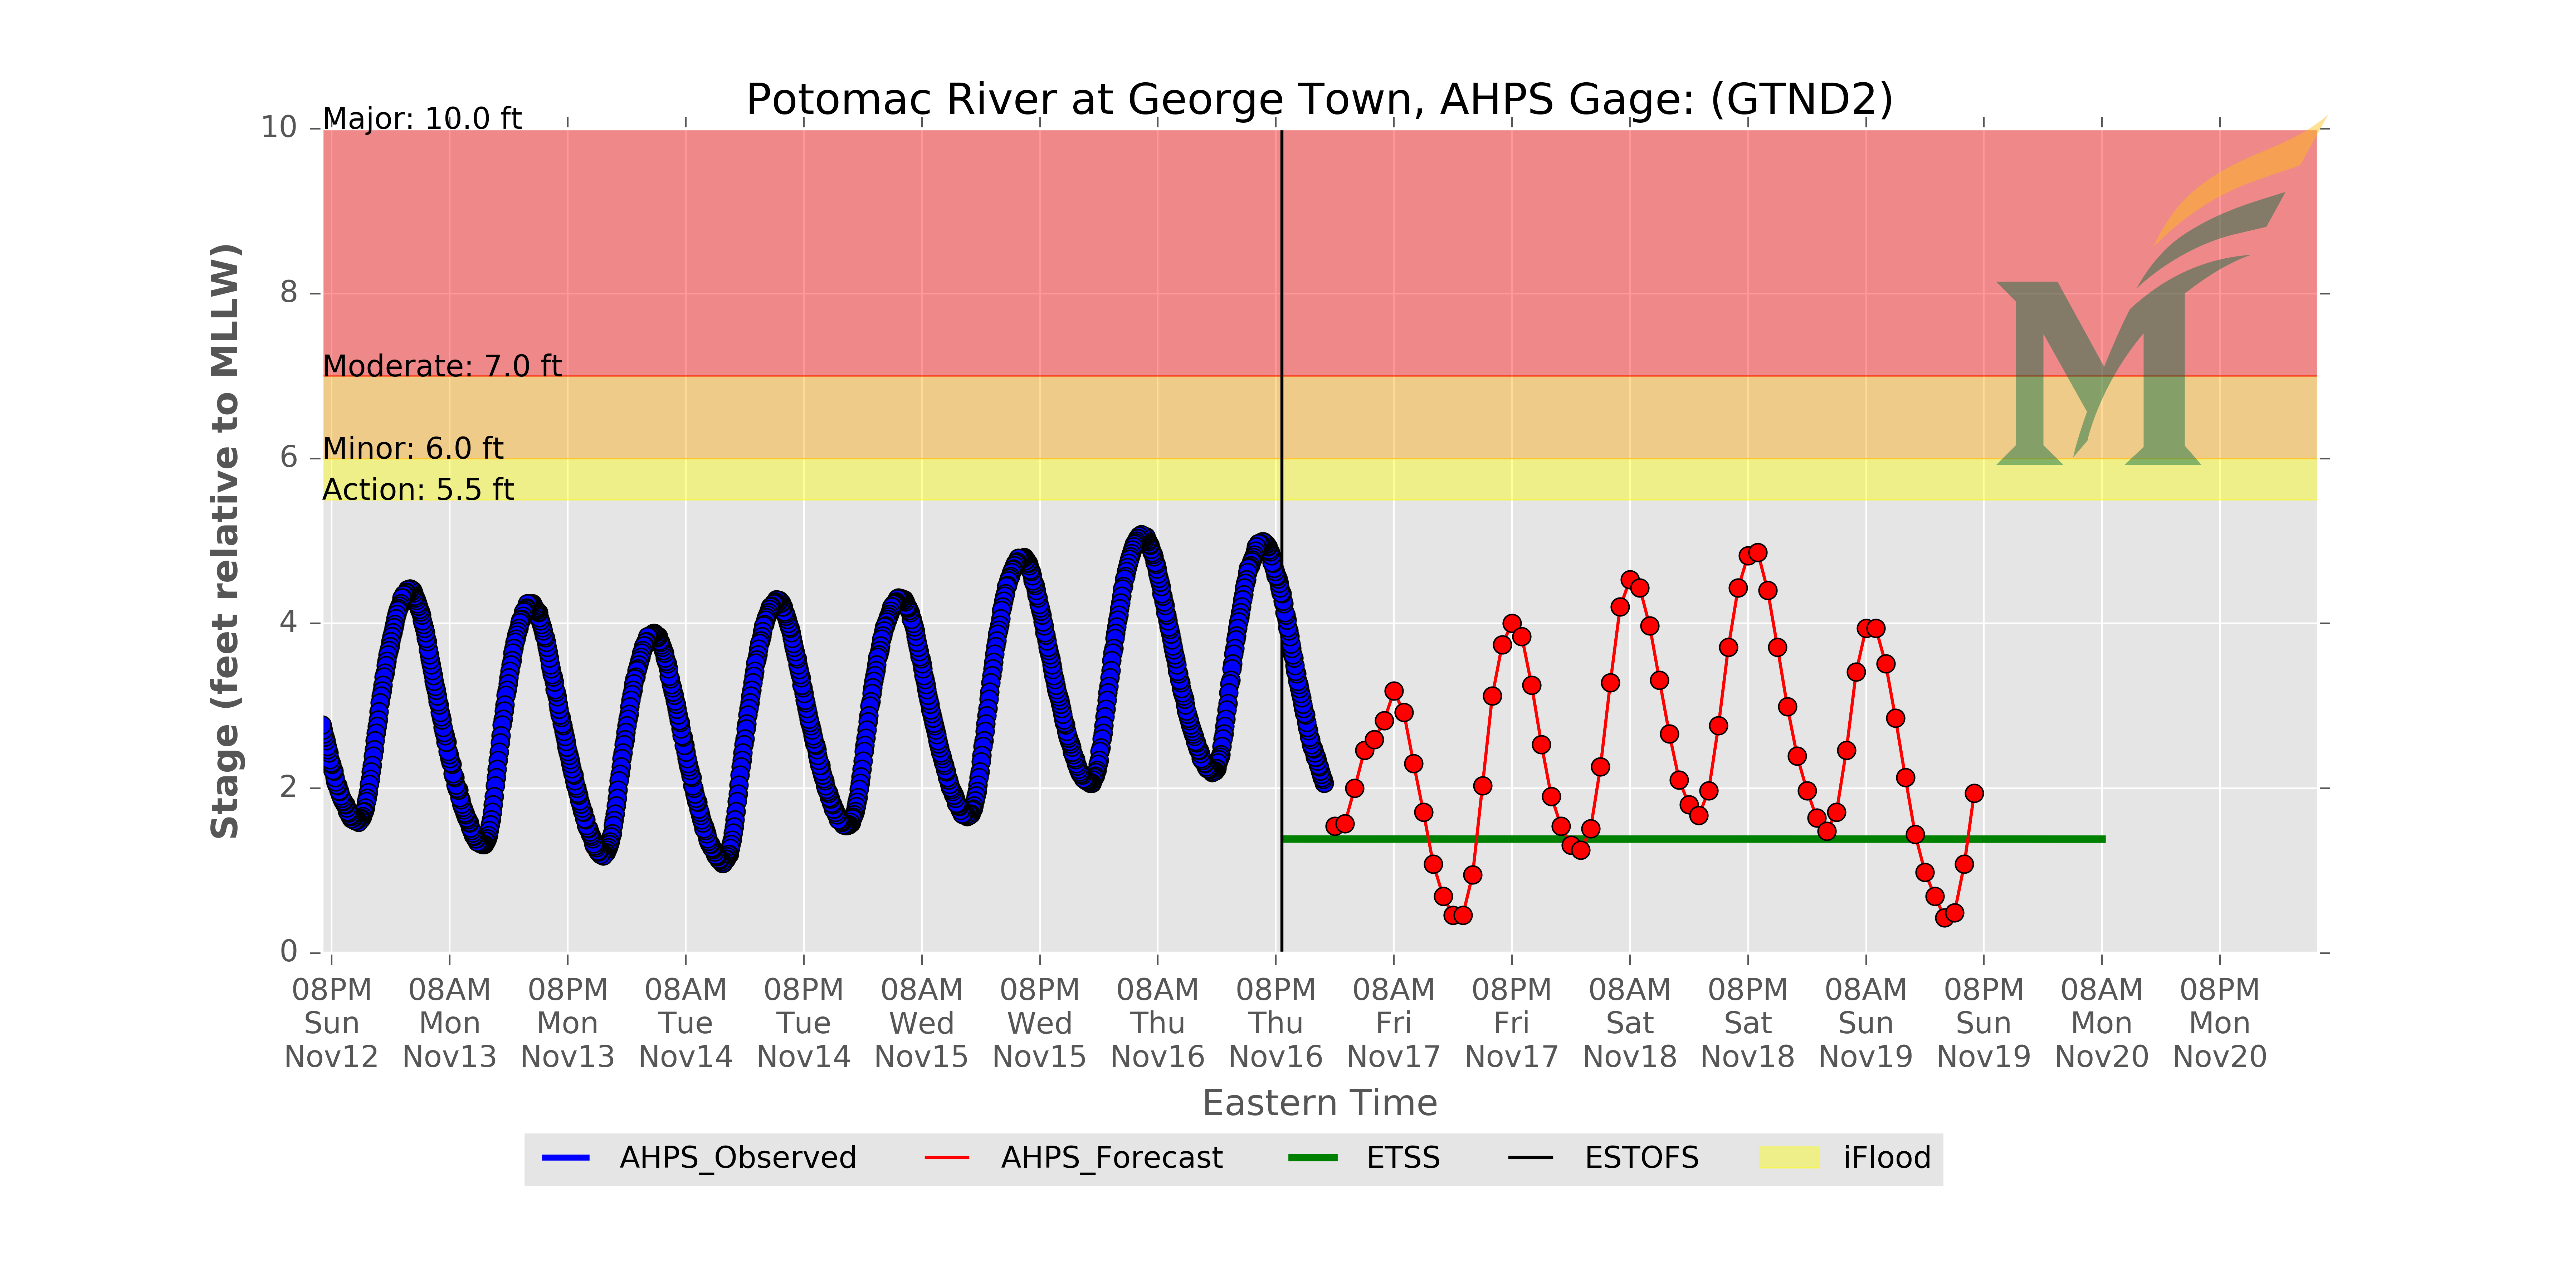 Potomac River at George Town, AHPS Gage: (GTND2)
Major: 10.0 ft
Moderate: 7.0 ft
Minor: 6.0 ft
Action: 5.5 ft
10
8
6
4
2
0
Stage (feet relative to MLLW)
08PM 08AM 08PM 08AM 08PM 08AM 08PM 08AM 08PM 08AM 08PM 08AM 08PM 08AM 08PM 08AM 08PM
Sun Mon Mon Tue Tue Wed Wed Thu Thu Fri Fri Sat Sat Sun Sun Mon Mon
Nov12 Nov13 Nov13 Nov14 Nov14 Nov15 Nov15 Nov16 Nov16 Nov17 Nov17 Nov18 Nov18 Nov19 Nov19 Nov20 Nov20
Eastern Time
AHPS_Observed AHPS_Forecast ETSS ESTOFS iFlood
M